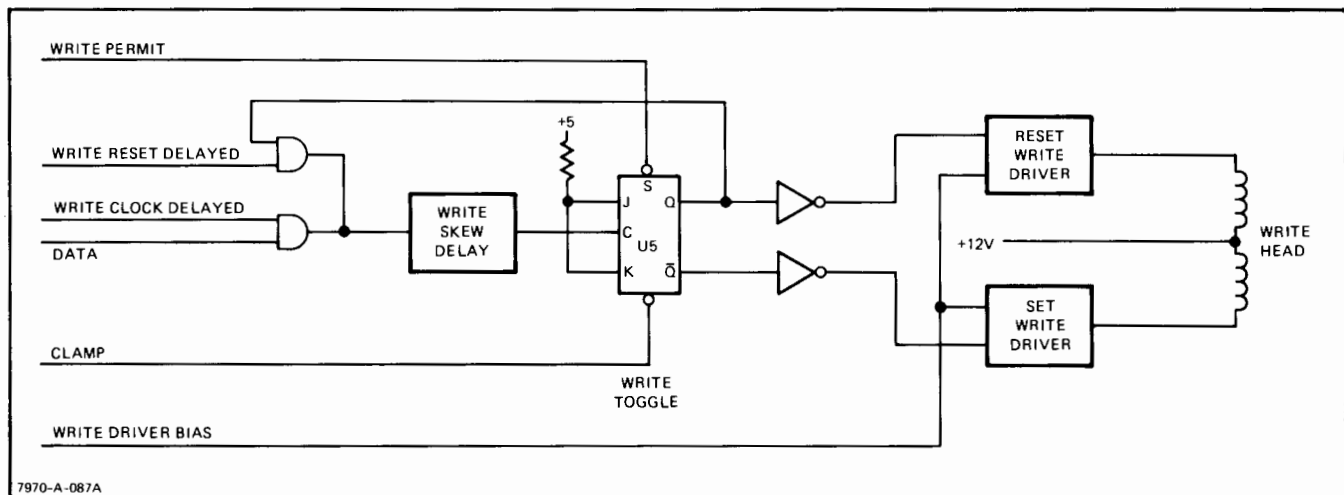 WRITE PERMIT
WRITE RESET DELAYED
WRITE CLOCK DELAYED
DATA
WRITE
SKEW
DELAY
+5
S
J
Q
C
U5
K
Q̅
CLAMP
WRITE
TOGGLE
WRITE DRIVER BIAS
RESET
WRITE
DRIVER
+12V
WRITE
HEAD
SET
WRITE
DRIVER
7970-A-087A